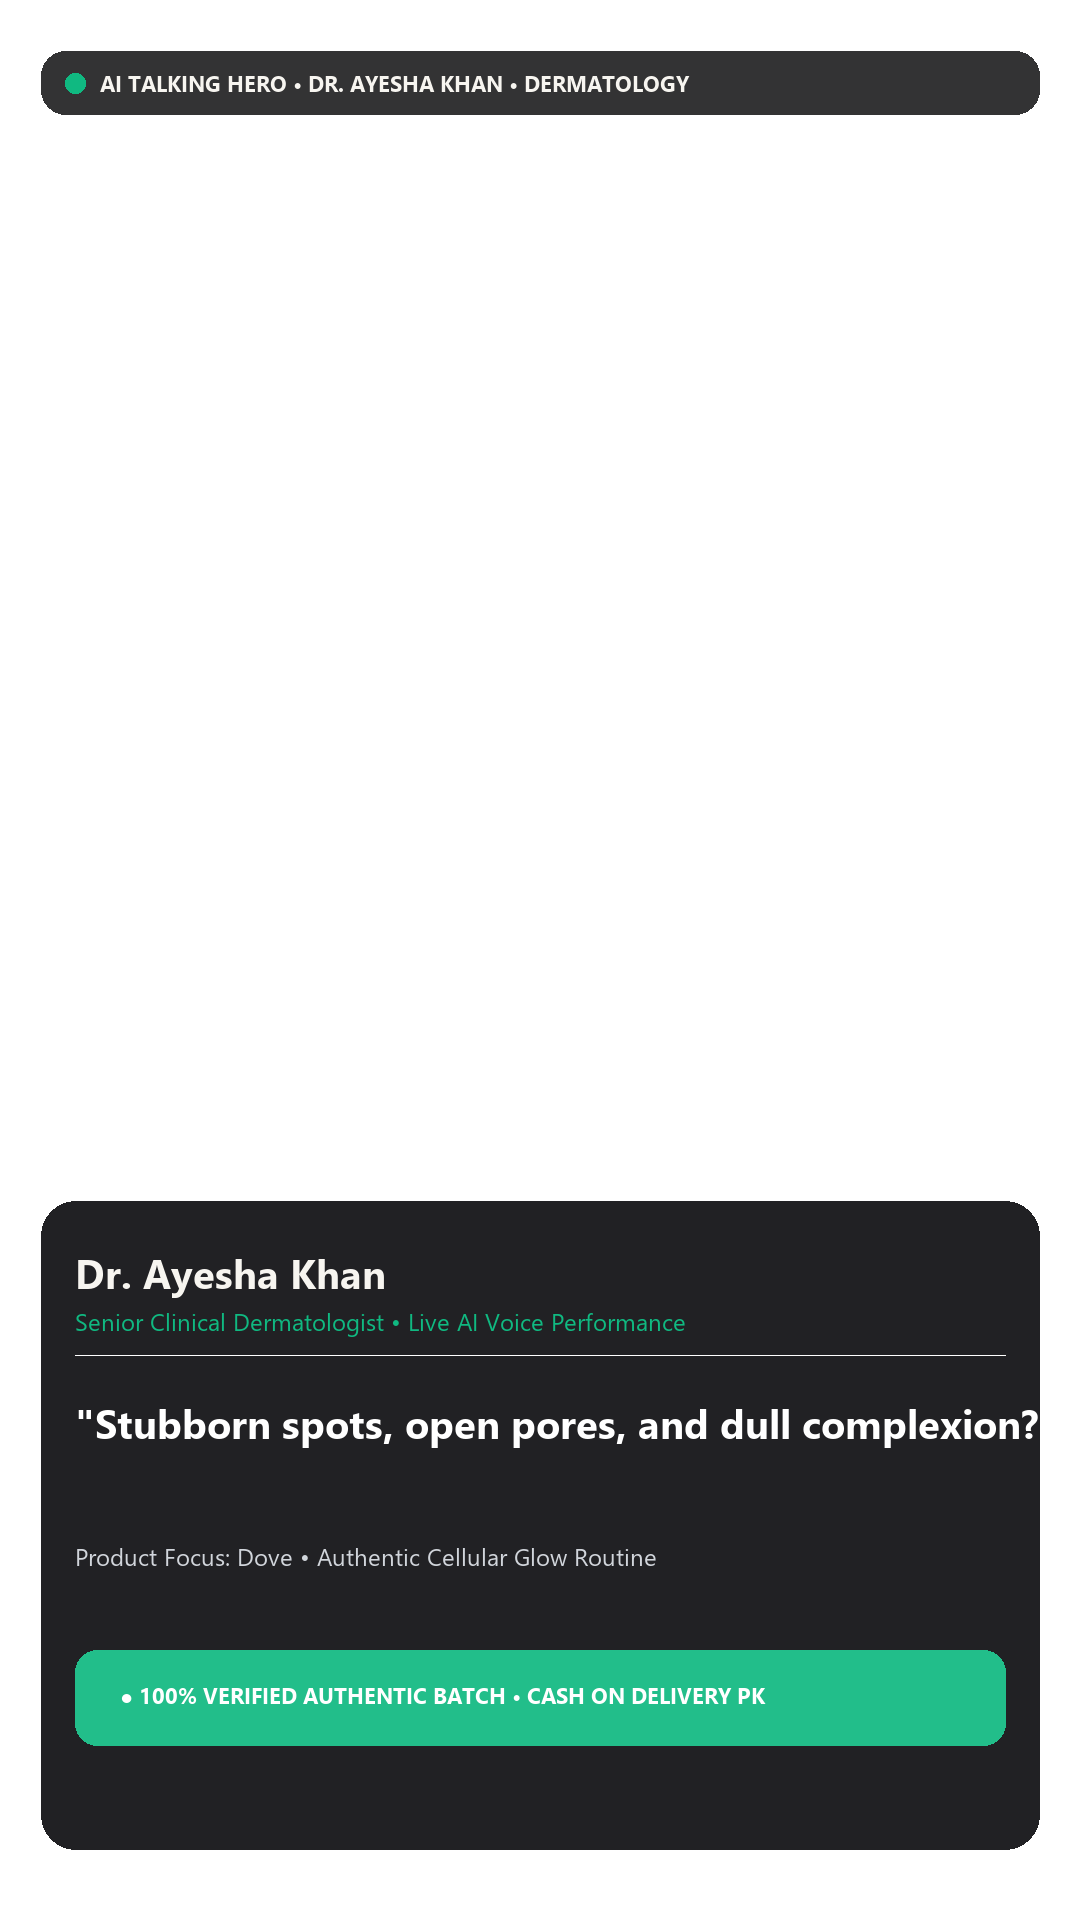 AI TALKING HERO • DR. AYESHA KHAN • DERMATOLOGY
Dr. Ayesha Khan
Senior Clinical Dermatologist • Live AI Voice Performance
"Stubborn spots, open pores, and dull complexion?
Product Focus: Dove • Authentic Cellular Glow Routine
• 100% VERIFIED AUTHENTIC BATCH • CASH ON DELIVERY PK